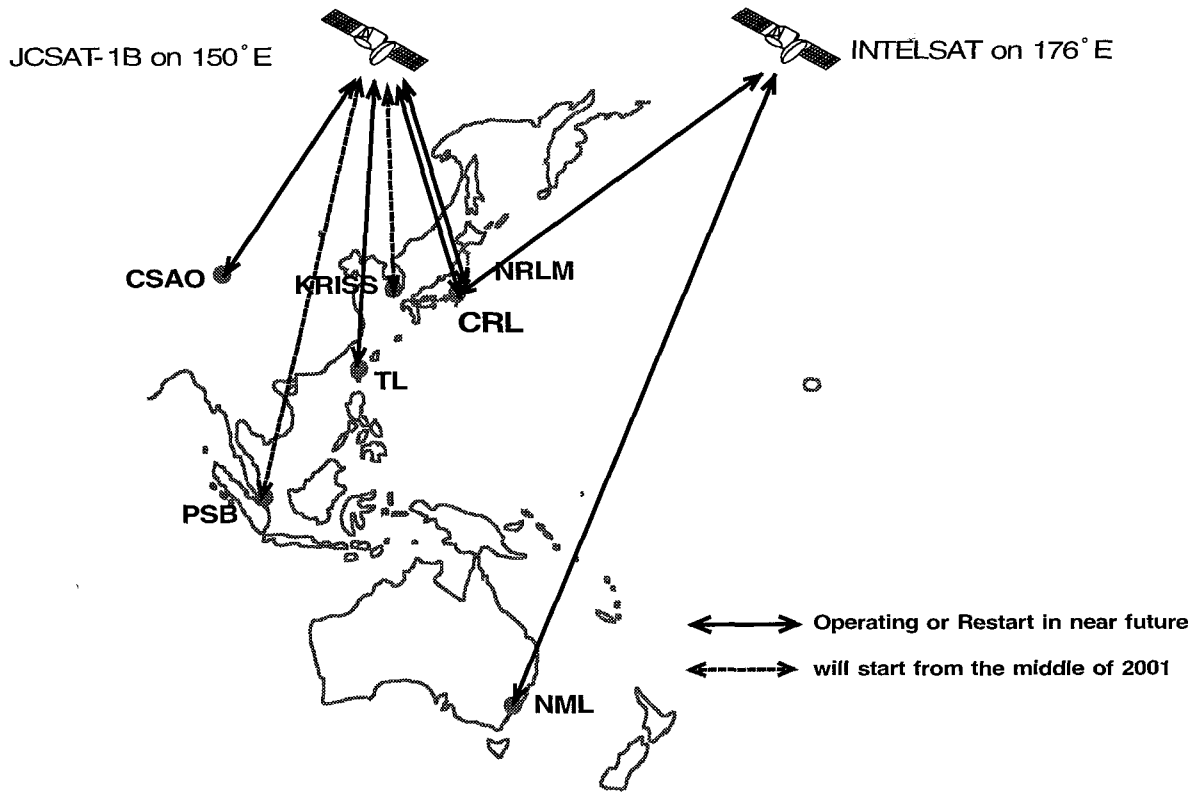 JCSAT-1B on 150°E
INTELSAT on 176°E
CSAO
KRISS
NRLM
CRL
TL
PSB
NML
Operating or Restart in near future
will start from the middle of 2001